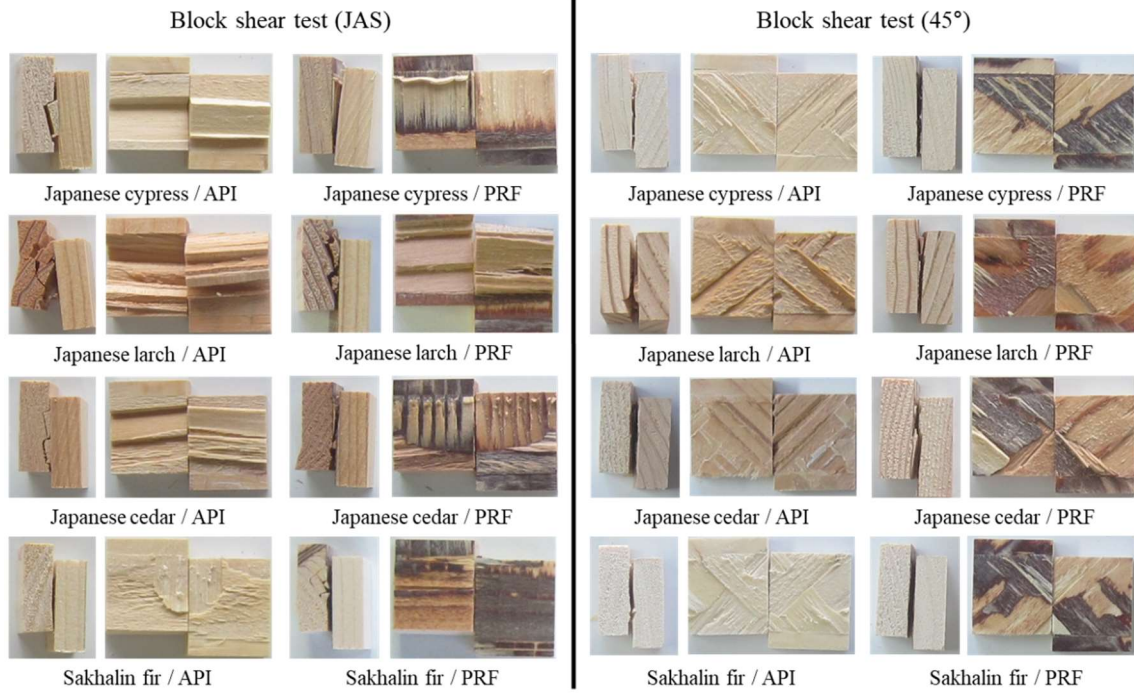 Block shear test (JAS)
Block shear test (45°)
Japanese cypress / API
Japanese cypress / PRF
Japanese cypress / API
Japanese cypress / PRF
Japanese larch / API
Japanese larch / PRF
Japanese larch / API
Japanese larch / PRF
Japanese cedar / API
Japanese cedar / PRF
Japanese cedar / API
Japanese cedar / PRF
Sakhalin fir / API
Sakhalin fir / PRF
Sakhalin fir / API
Sakhalin fir / PRF